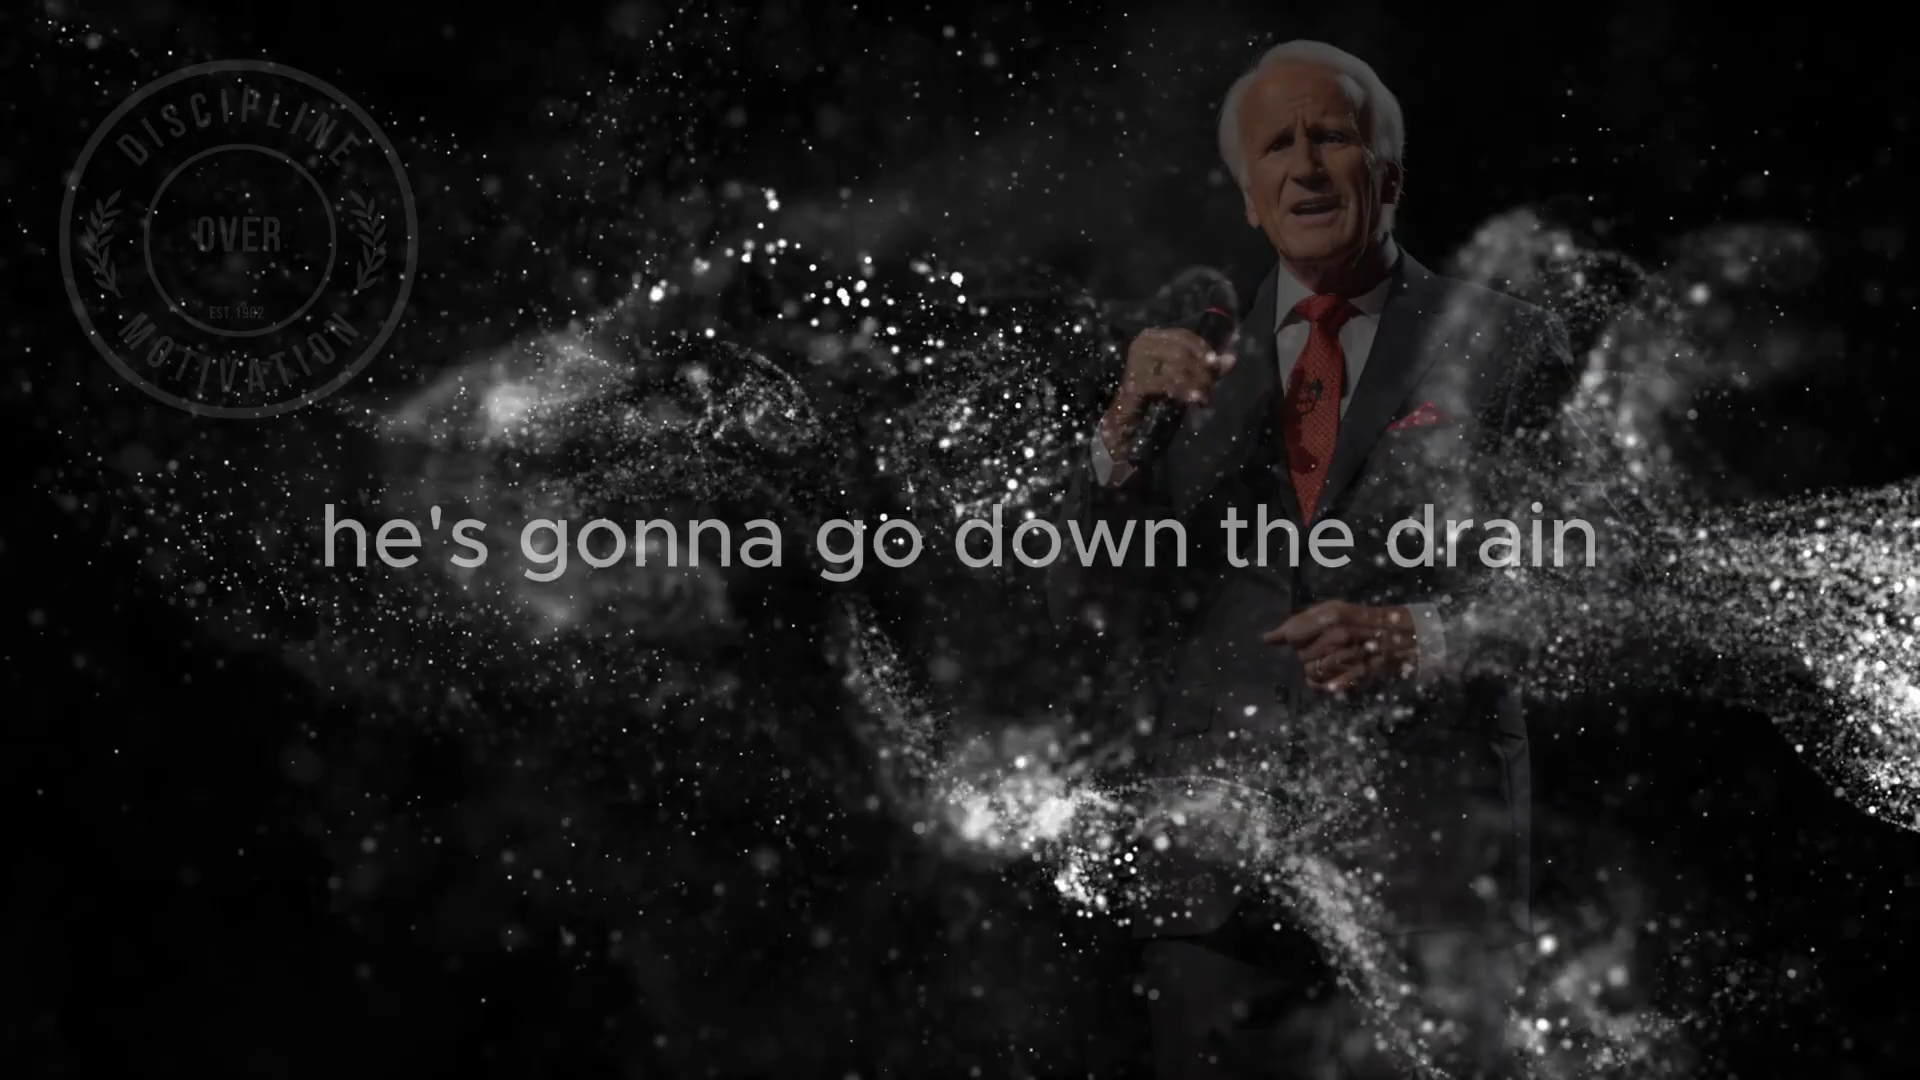 DISCIPLINE
OVER
EST. 1982
MOTIVATION
he's gonna go down the drain